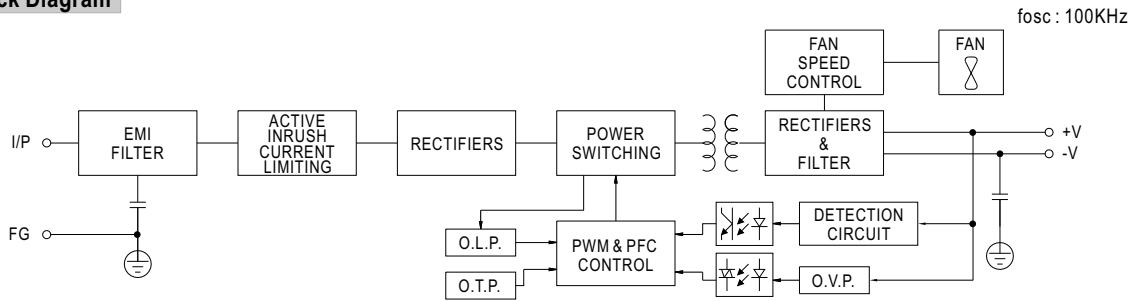 ck Diagram
fosc : 100KHz
FAN
SPEED
CONTROL
FAN
I/P
EMI
FILTER
ACTIVE
INRUSH
CURRENT
LIMITING
RECTIFIERS
POWER
SWITCHING
RECTIFIERS
&
FILTER
+V
-V
FG
O.L.P.
O.T.P.
PWM & PFC
CONTROL
DETECTION
CIRCUIT
O.V.P.